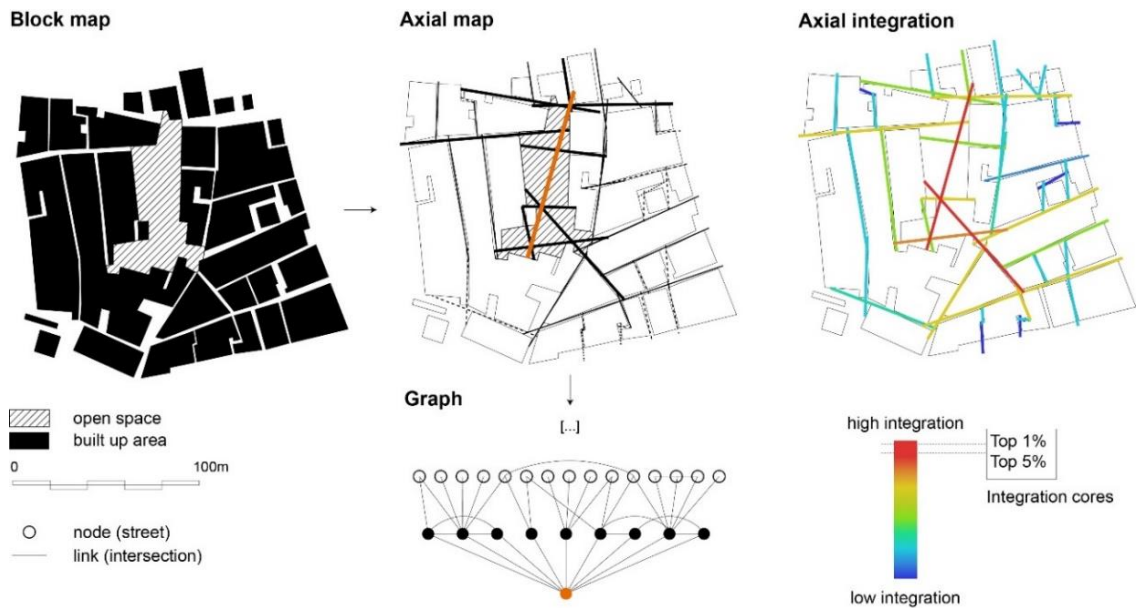 Block map
Axial map
Axial integration
open space
built up area
0 100m
node (street)
link (intersection)
Graph
[...]
high integration
Top 1%
Top 5%
Integration cores
low integration